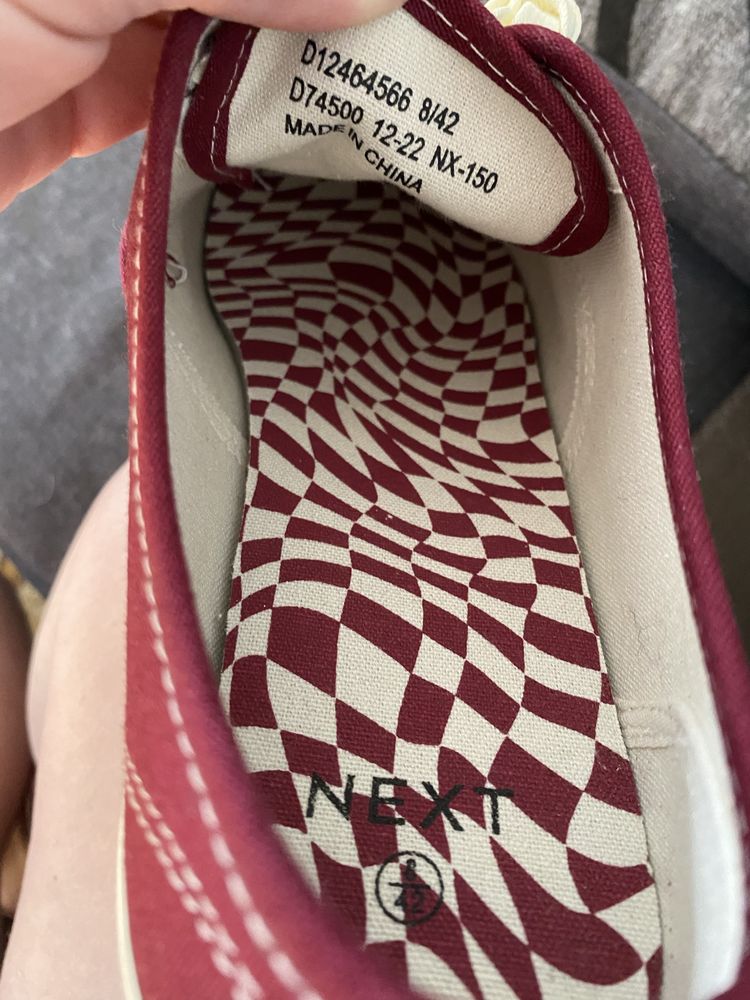 D12464566 8/42
D74500 12-22 NX-150
MADE IN CHINA
NEXT
8
42